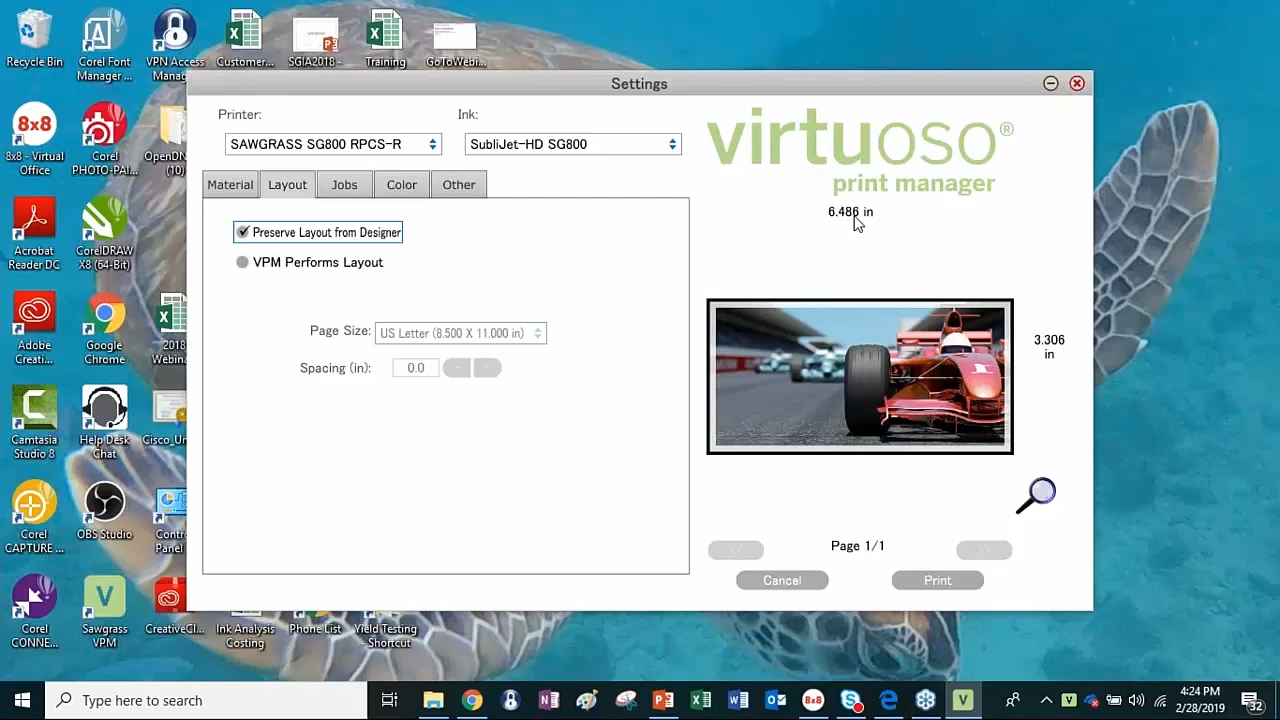 Recycle Bin
Corel Font
Manager ...
VPN Access
Manag...
Customer...
SGIA2018 -
Training
GoToWebi...
8x8 - Virtual
Office
Corel
PHOTO-PAI...
OpenDN...
(10)
Acrobat
Reader DC
CorelDRAW
X8 (64-Bit)
Adobe
Creati...
Google
Chrome
2018
Webina...
Camtasia
Studio 8
Help Desk
Chat
Cisco_Un...
Corel
CAPTURE ...
OBS Studio
Contr...
Panel
Corel
CONNE...
Sawgrass
VPM
CreativeCl...
Ink Analysis
Costing
Phone List
Yield Testing
- Shortcut
Settings
Printer:
Ink:
SAWGRASS SG800 RPCS-R
SubliJet-HD SG800
virtuoso®
print manager
Material
Layout
Jobs
Color
Other
6.486 in
Preserve Layout from Designer
VPM Performs Layout
Page Size:
US Letter (8.500 X 11.000 in)
Spacing (in):
0.0
3.306
in
Page 1/1
Cancel
Print
Type here to search
4:24 PM
2/28/2019
32